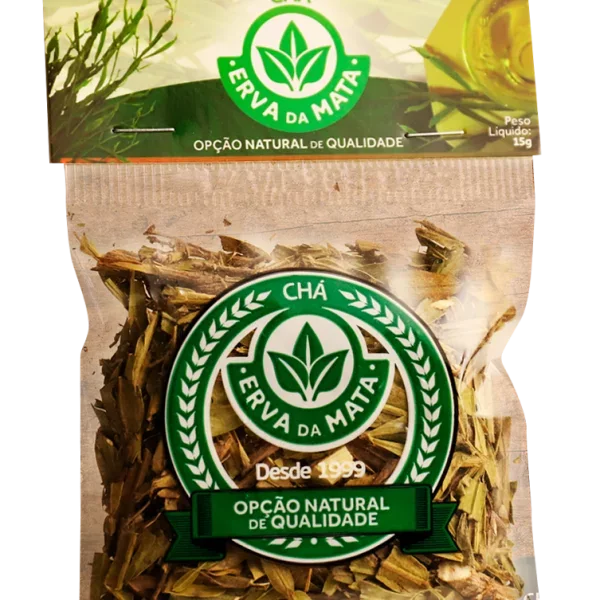 CHÁ
ERVA DA MATA
OPÇÃO NATURAL DE QUALIDADE
Peso
Líquido:
15g
CHÁ
ERVA DA MATA
Desde 1999
OPÇÃO NATURAL
DE QUALIDADE